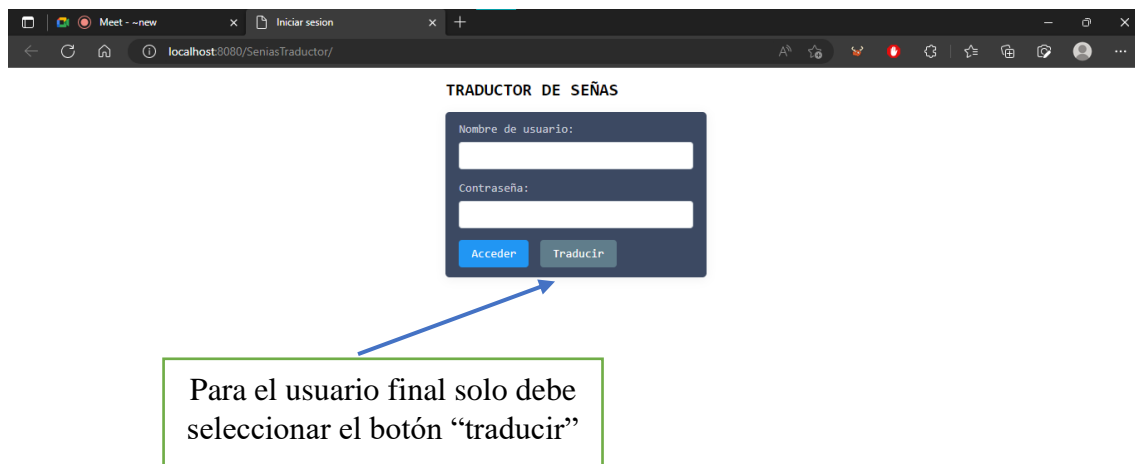 Meet - ~new
Iniciar sesion
localhost:8080/SeniasTraductor/
TRADUCTOR DE SEÑAS
Nombre de usuario:
Contraseña:
Acceder Traducir
Para el usuario final solo debe
seleccionar el botón “traducir”